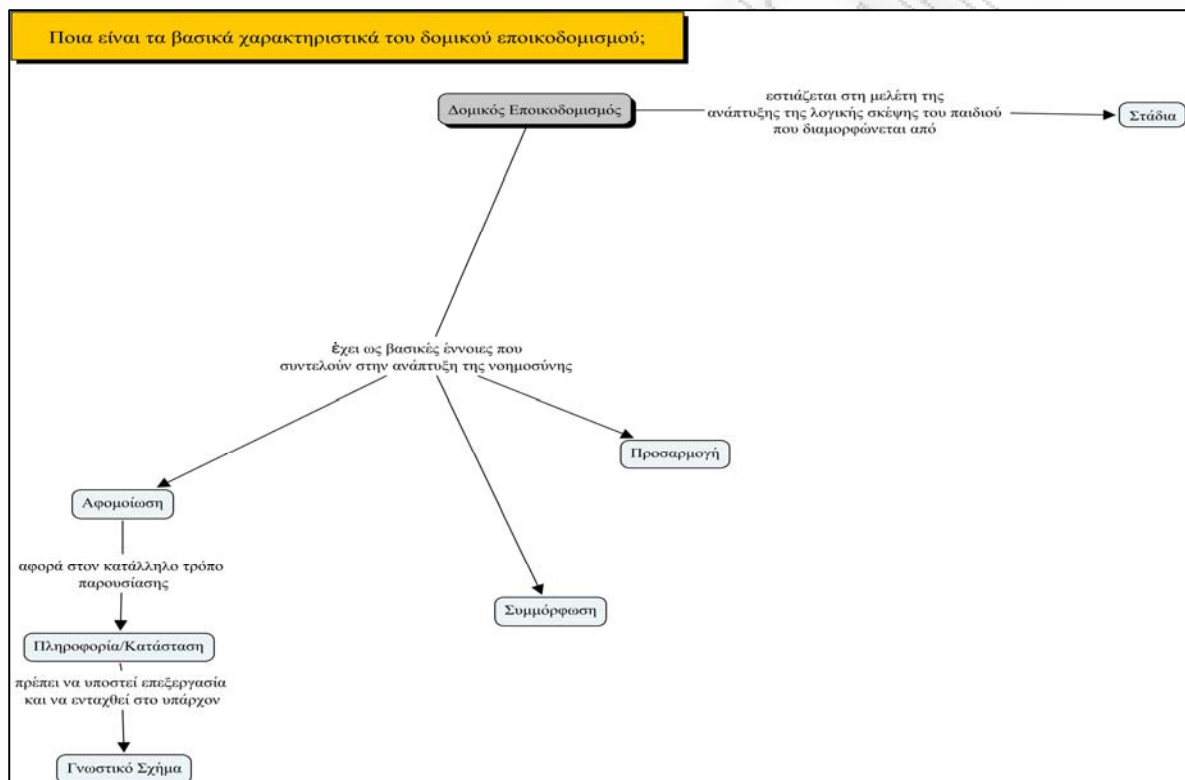 Ποια είναι τα βασικά χαρακτηριστικά του δομικού εποικοδομισμού;
Δομικός Εποικοδομισμός
εστιάζεται στη μελέτη της
ανάπτυξης της λογικής σκέψης του παιδιού
που διαμορφώνεται από
Στάδια
έχει ως βασικές έννοιες που
συντελούν στην ανάπτυξη της νοημοσύνης
Προσαρμογή
Αφομοίωση
αφορά στον κατάλληλο τρόπο
παρουσίασης
Συμμόρφωση
Πληροφορία/Κατάσταση
πρέπει να υποστεί επεξεργασία
και να ενταχθεί στο υπάρχον
Γνωστικό Σχήμα